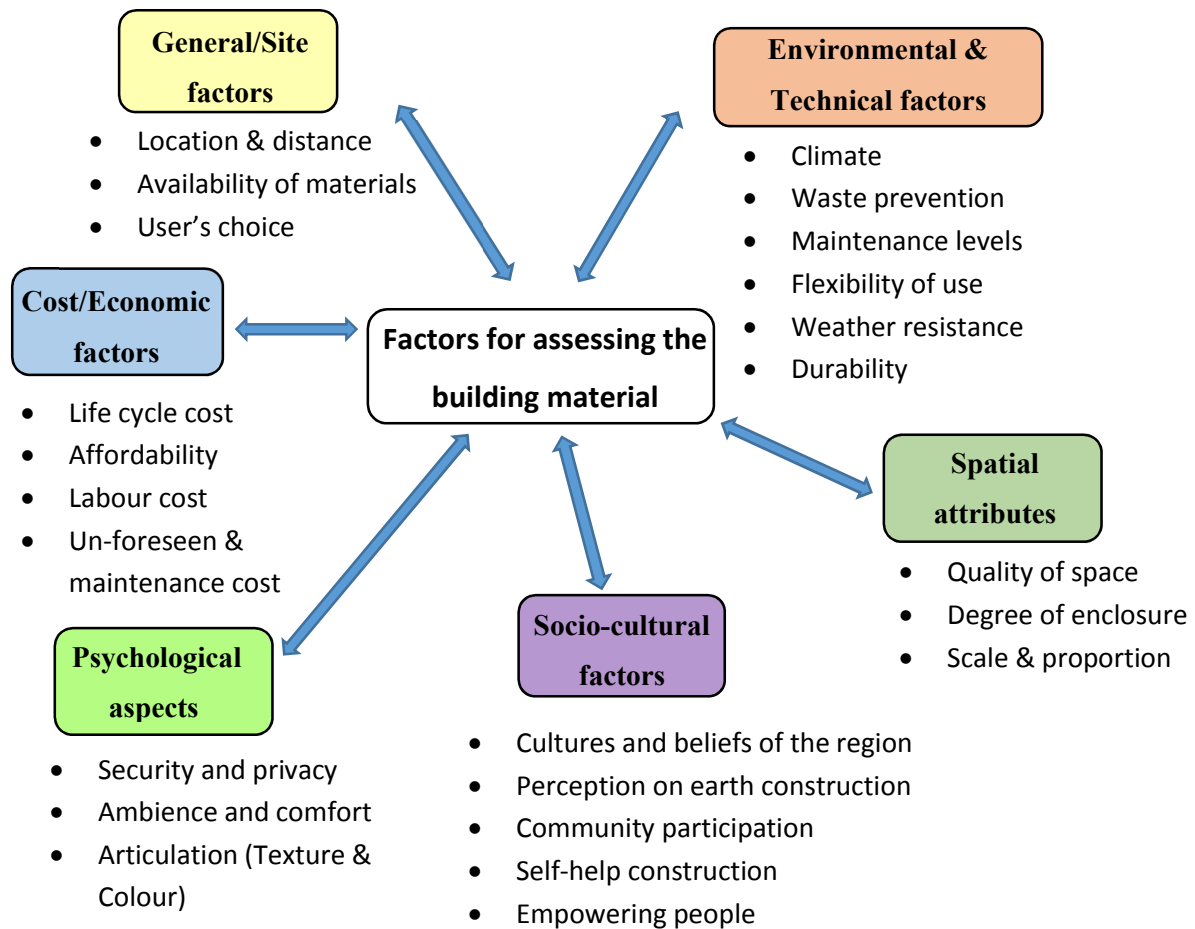 General/Site
factors
• Location & distance
• Availability of materials
• User’s choice
Environmental &
Technical factors
• Climate
• Waste prevention
• Maintenance levels
• Flexibility of use
• Weather resistance
• Durability
Cost/Economic
factors
• Life cycle cost
• Affordability
• Labour cost
• Un-foreseen &
maintenance cost
Factors for assessing the
building material
Spatial
attributes
• Quality of space
• Degree of enclosure
• Scale & proportion
Psychological
aspects
• Security and privacy
• Ambience and comfort
• Articulation (Texture &
Colour)
Socio-cultural
factors
• Cultures and beliefs of the region
• Perception on earth construction
• Community participation
• Self-help construction
• Empowering people